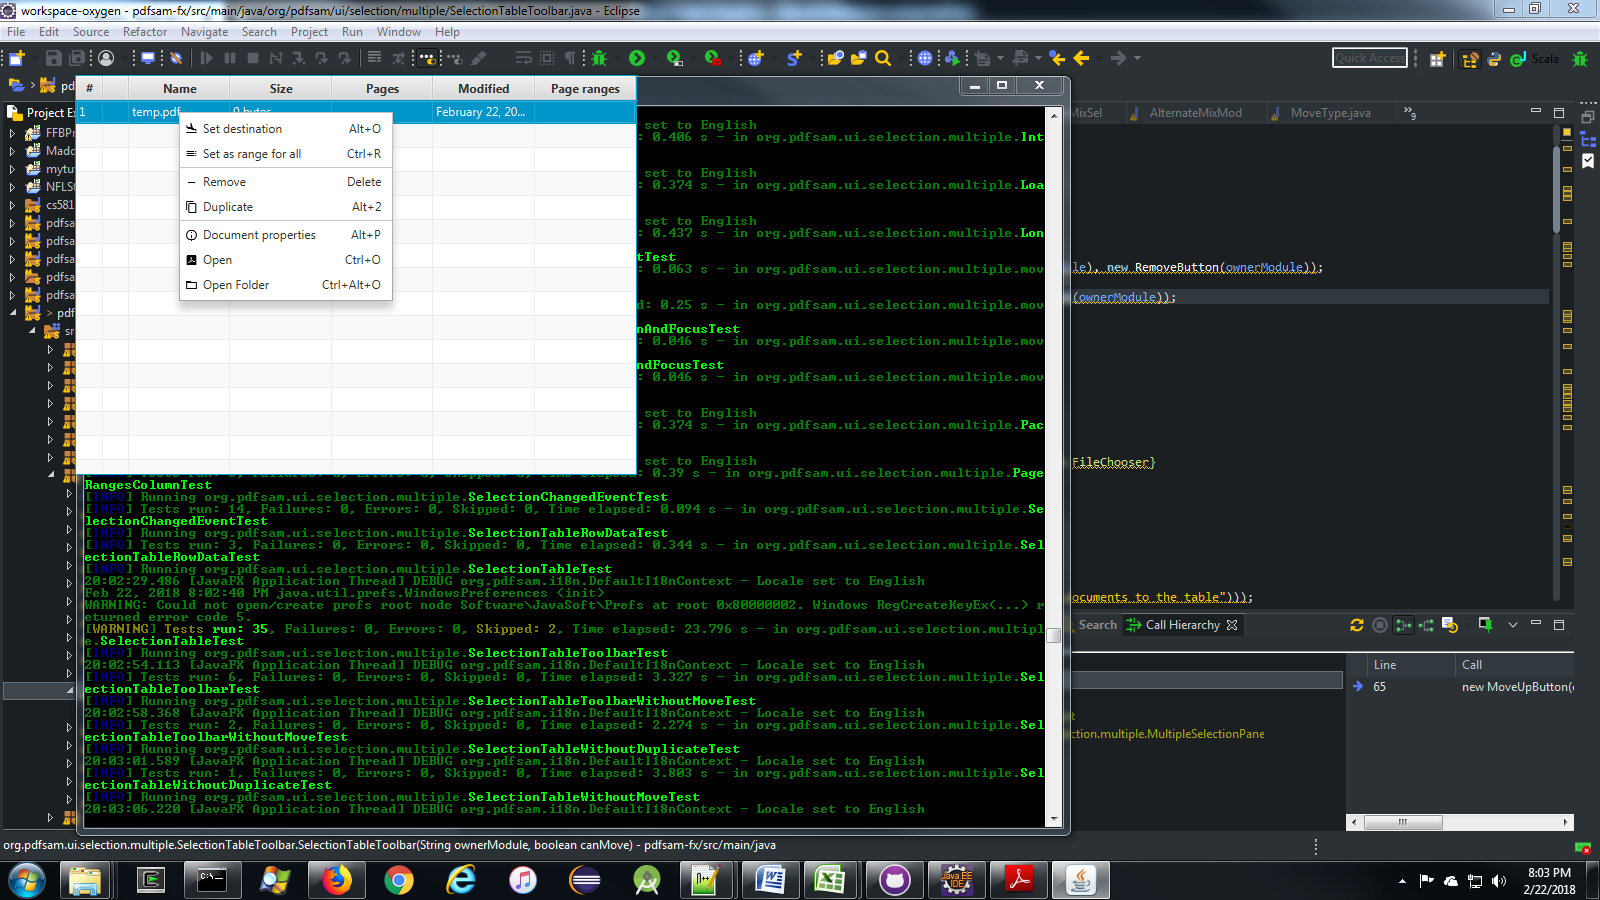 workspace-oxygen - pdfsam-fx/src/main/java/org/pdfsam/ui/selection/multiple/SelectionTableToolbar.java - Eclipse
File Edit Source Refactor Navigate Search Project Run Window Help
Quick Access
Scala
# Name Size Pages Modified Page ranges
1 temp.pdf 0 bytes February 22, 20...
Set destination Alt+O
Set as range for all Ctrl+R
Remove Delete
Duplicate Alt+2
Document properties Alt+P
Open Ctrl+O
Open Folder Ctrl+Alt+O
Project Ex
FFBPr
Madd
mytu
NFLS
cs581
pdfsa
pdfsa
pdfsa
pdfsa
pdfsa
> pdf
sr
set to English
: 0.406 s - in org.pdfsam.ui.selection.multiple.Int
set to English
: 0.374 s - in org.pdfsam.ui.selection.multiple.Loa
set to English
: 0.437 s - in org.pdfsam.ui.selection.multiple.Lon
tTest
: 0.063 s - in org.pdfsam.ui.selection.multiple.mov
d: 0.25 s - in org.pdfsam.ui.selection.multiple.mov
nAndFocusTest
: 0.046 s - in org.pdfsam.ui.selection.multiple.mov
ndFocusTest
: 0.046 s - in org.pdfsam.ui.selection.multiple.mov
set to English
: 0.374 s - in org.pdfsam.ui.selection.multiple.Pac
set to English
: 0.39 s - in org.pdfsam.ui.selection.multiple.Page
RangesColumnTest
[INFO] Running org.pdfsam.ui.selection.multiple.SelectionChangedEventTest
[INFO] Tests run: 14, Failures: 0, Errors: 0, Skipped: 0, Time elapsed: 0.094 s - in org.pdfsam.ui.selection.multiple.Se
lectionChangedEventTest
[INFO] Running org.pdfsam.ui.selection.multiple.SelectionTableRowDataTest
[INFO] Tests run: 3, Failures: 0, Errors: 0, Skipped: 0, Time elapsed: 0.344 s - in org.pdfsam.ui.selection.multiple.Sel
ectionTableRowDataTest
[INFO] Running org.pdfsam.ui.selection.multiple.SelectionTableTest
20:02:29.486 [JavaFX Application Thread] DEBUG org.pdfsam.i18n.DefaultI18nContext - Locale set to English
Feb 22, 2018 8:02:40 PM java.util.prefs.WindowsPreferences <init>
WARNING: Could not open/create prefs root node Software\JavaSoft\Prefs at root 0x80000002. Windows RegCreateKeyEx(...) r
eturned error code 5.
[WARNING] Tests run: 35, Failures: 0, Errors: 0, Skipped: 2, Time elapsed: 23.796 s - in org.pdfsam.ui.selection.multipl
e.SelectionTableTest
[INFO] Running org.pdfsam.ui.selection.multiple.SelectionTableToolbarTest
20:02:54.113 [JavaFX Application Thread] DEBUG org.pdfsam.i18n.DefaultI18nContext - Locale set to English
[INFO] Tests run: 6, Failures: 0, Errors: 0, Skipped: 0, Time elapsed: 3.327 s - in org.pdfsam.ui.selection.multiple.Sel
ectionTableToolbarTest
[INFO] Running org.pdfsam.ui.selection.multiple.SelectionTableToolbarWithoutMoveTest
20:02:58.368 [JavaFX Application Thread] DEBUG org.pdfsam.i18n.DefaultI18nContext - Locale set to English
[INFO] Tests run: 2, Failures: 0, Errors: 0, Skipped: 0, Time elapsed: 2.274 s - in org.pdfsam.ui.selection.multiple.Sel
ectionTableToolbarWithoutMoveTest
[INFO] Running org.pdfsam.ui.selection.multiple.SelectionTableWithoutDuplicateTest
20:03:01.589 [JavaFX Application Thread] DEBUG org.pdfsam.i18n.DefaultI18nContext - Locale set to English
[INFO] Tests run: 1, Failures: 0, Errors: 0, Skipped: 0, Time elapsed: 3.803 s - in org.pdfsam.ui.selection.multiple.Sel
ectionTableWithoutDuplicateTest
[INFO] Running org.pdfsam.ui.selection.multiple.SelectionTableWithoutMoveTest
20:03:06.220 [JavaFX Application Thread] DEBUG org.pdfsam.i18n.DefaultI18nContext - Locale set to English
MixSel AlternateMixMod MoveType.java »9
le), new RemoveButton(ownerModule));
(ownerModule));
FileChooser}
ocuments to the table")));
Search Call Hierarchy
Line Call
65 new MoveUpButton(
t
ction.multiple.MultipleSelectionPane
org.pdfsam.ui.selection.multiple.SelectionTableToolbar.SelectionTableToolbar(String ownerModule, boolean canMove) - pdfsam-fx/src/main/java
Java EE
IDE
8:03 PM
2/22/2018